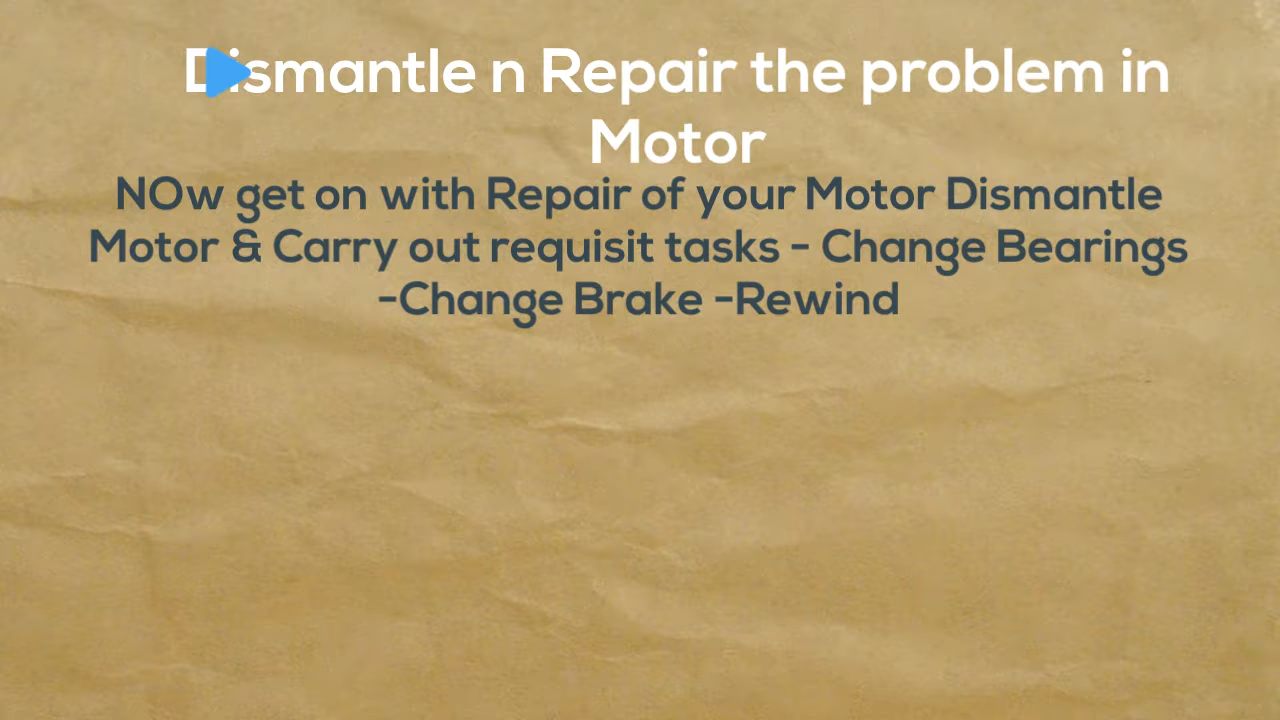 Dismantle n Repair the problem in
Motor
NOw get on with Repair of your Motor Dismantle
Motor & Carry out requisit tasks - Change Bearings
-Change Brake -Rewind